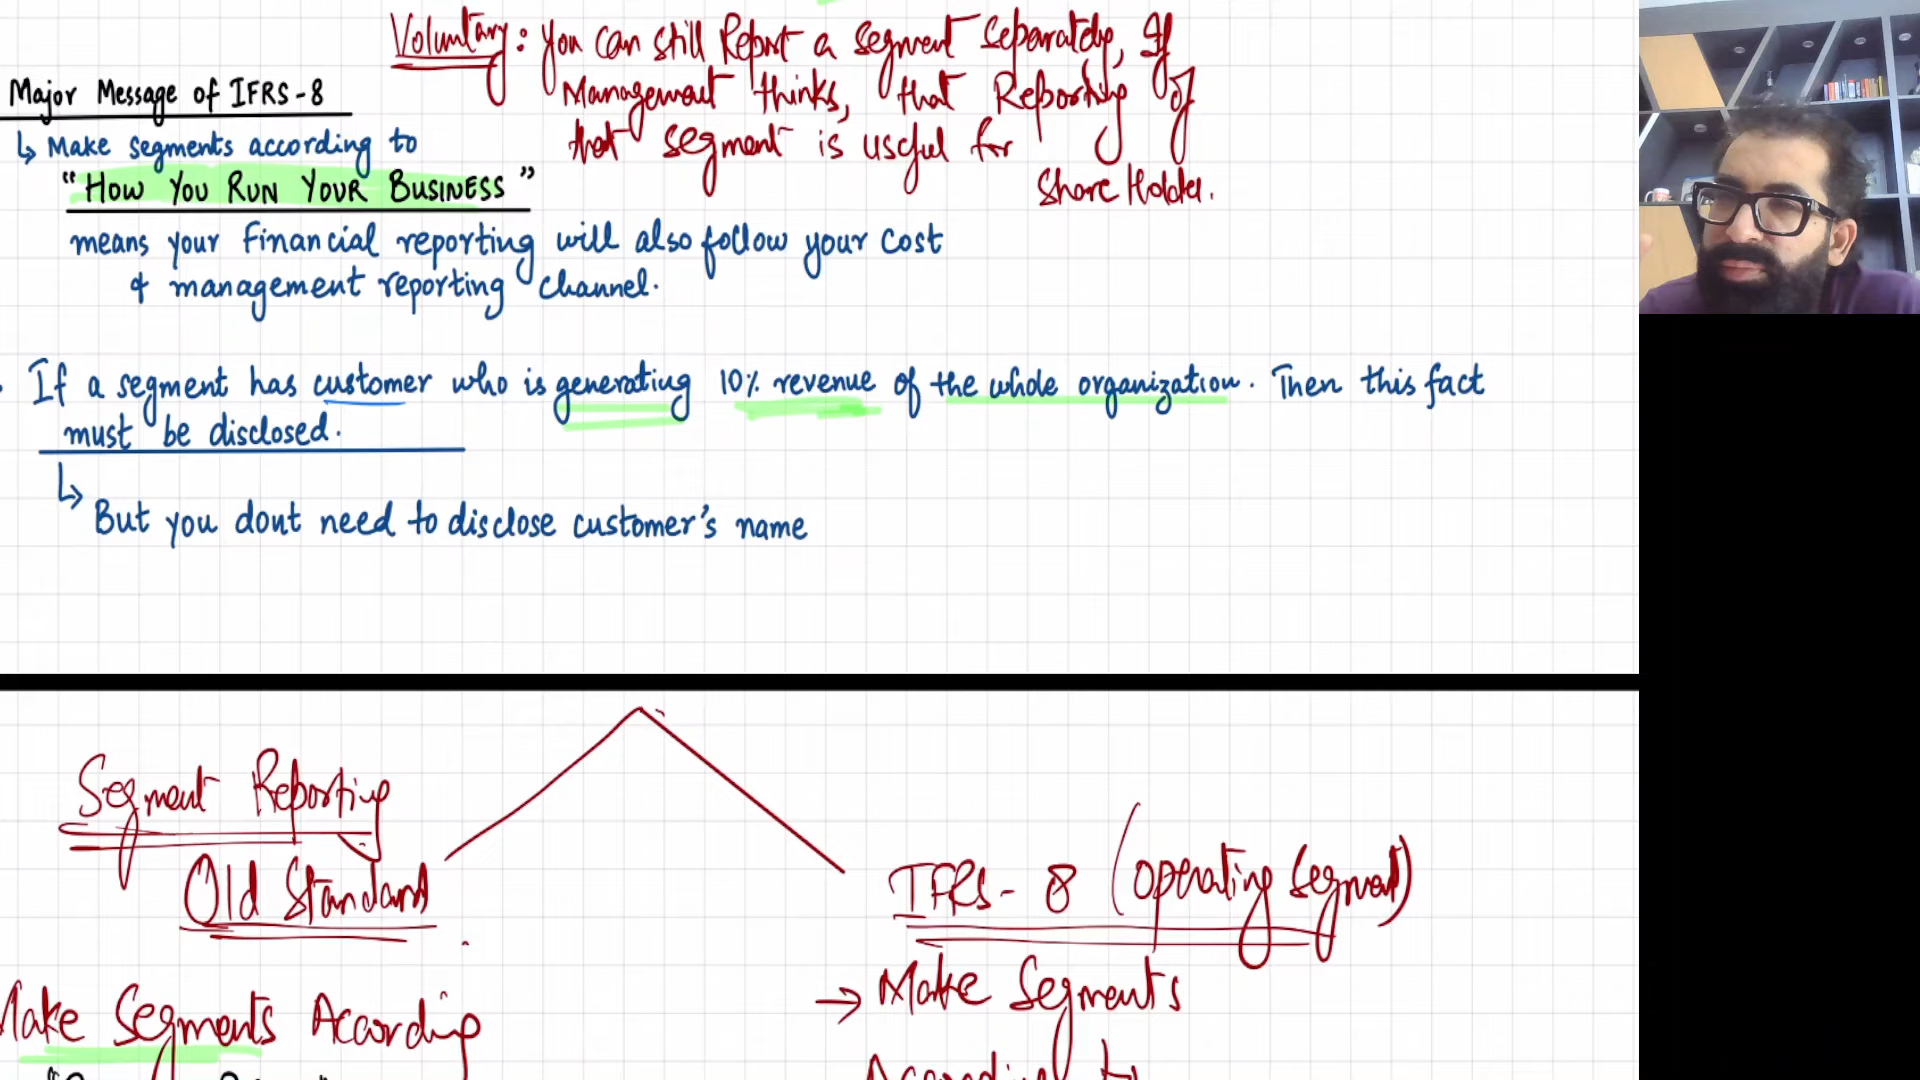 Voluntary: You can still Report a segment Separately, If
Management thinks, that Reporting of
that segment is useful for
Share Holder.
Major Message of IFRS-8
↳ Make segments according to
"HOW YOU RUN YOUR BUSINESS"
means your financial reporting will also follow your cost
& management reporting channel.
If a segment has customer who is generating 10% revenue of the whole organization. Then this fact
must be disclosed.
↳ But you dont need to disclose customer's name
Segment Reporting
Old Standard
IFRS-8 (operating segment)
Make Segments According
→ Make Segments
According to